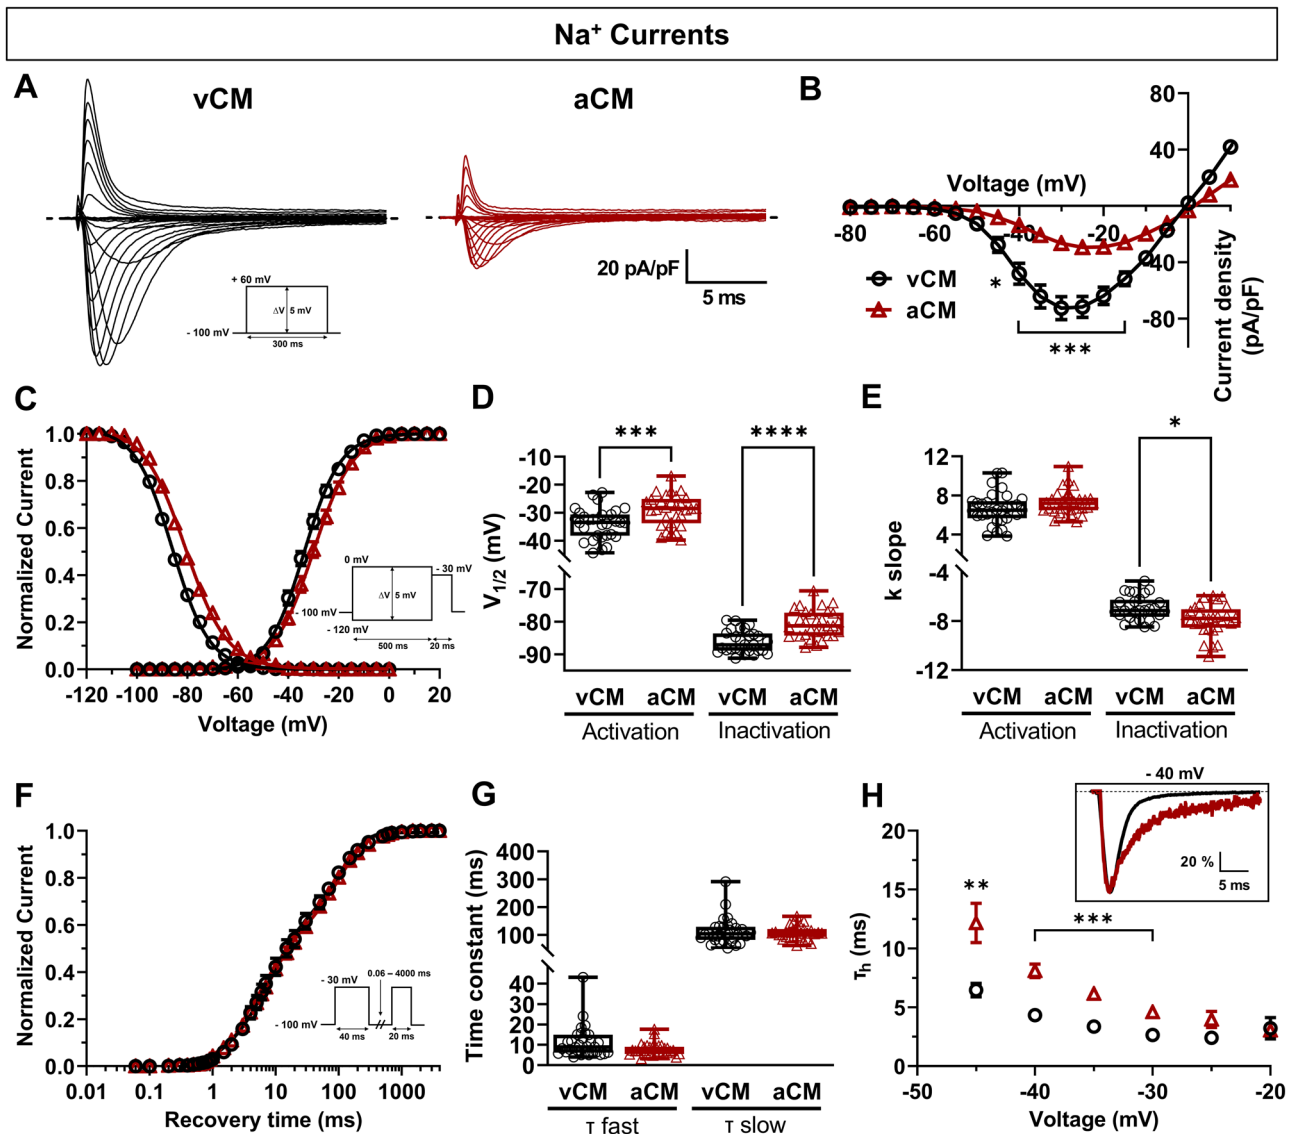 Na⁺ Currents
A
vCM
aCM
+ 60 mV
ΔV 5 mV
- 100 mV
300 ms
20 pA/pF
5 ms
B
80
40
Voltage (mV)
-80 -60 -40 -20
-40
-80
vCM
aCM
*
***
Current density
(pA/pF)
C
Normalized Current
1.0
0.8
0.6
0.4
0.2
0.0
0 mV
- 30 mV
ΔV 5 mV
- 100 mV
- 120 mV
500 ms
20 ms
-120 -100 -80 -60 -40 -20 0 20
Voltage (mV)
D
*** ****
V1/2 (mV)
-10
-20
-30
-40
-70
-80
-90
vCM aCM vCM aCM
Activation Inactivation
E
*
k slope
12
8
4
-4
-8
-12
vCM aCM vCM aCM
Activation Inactivation
F
Normalized Current
1.0
0.8
0.6
0.4
0.2
0.0
0.06 – 4000 ms
- 30 mV
- 100 mV
40 ms
20 ms
0.01 0.1 1 10 100 1000
Recovery time (ms)
G
Time constant (ms)
400
300
200
100
40
30
20
10
0
vCM aCM vCM aCM
τ fast τ slow
H
- 40 mV
20 %
5 ms
τh (ms)
20
15
10
5
0
**
***
-50 -40 -30 -20
Voltage (mV)